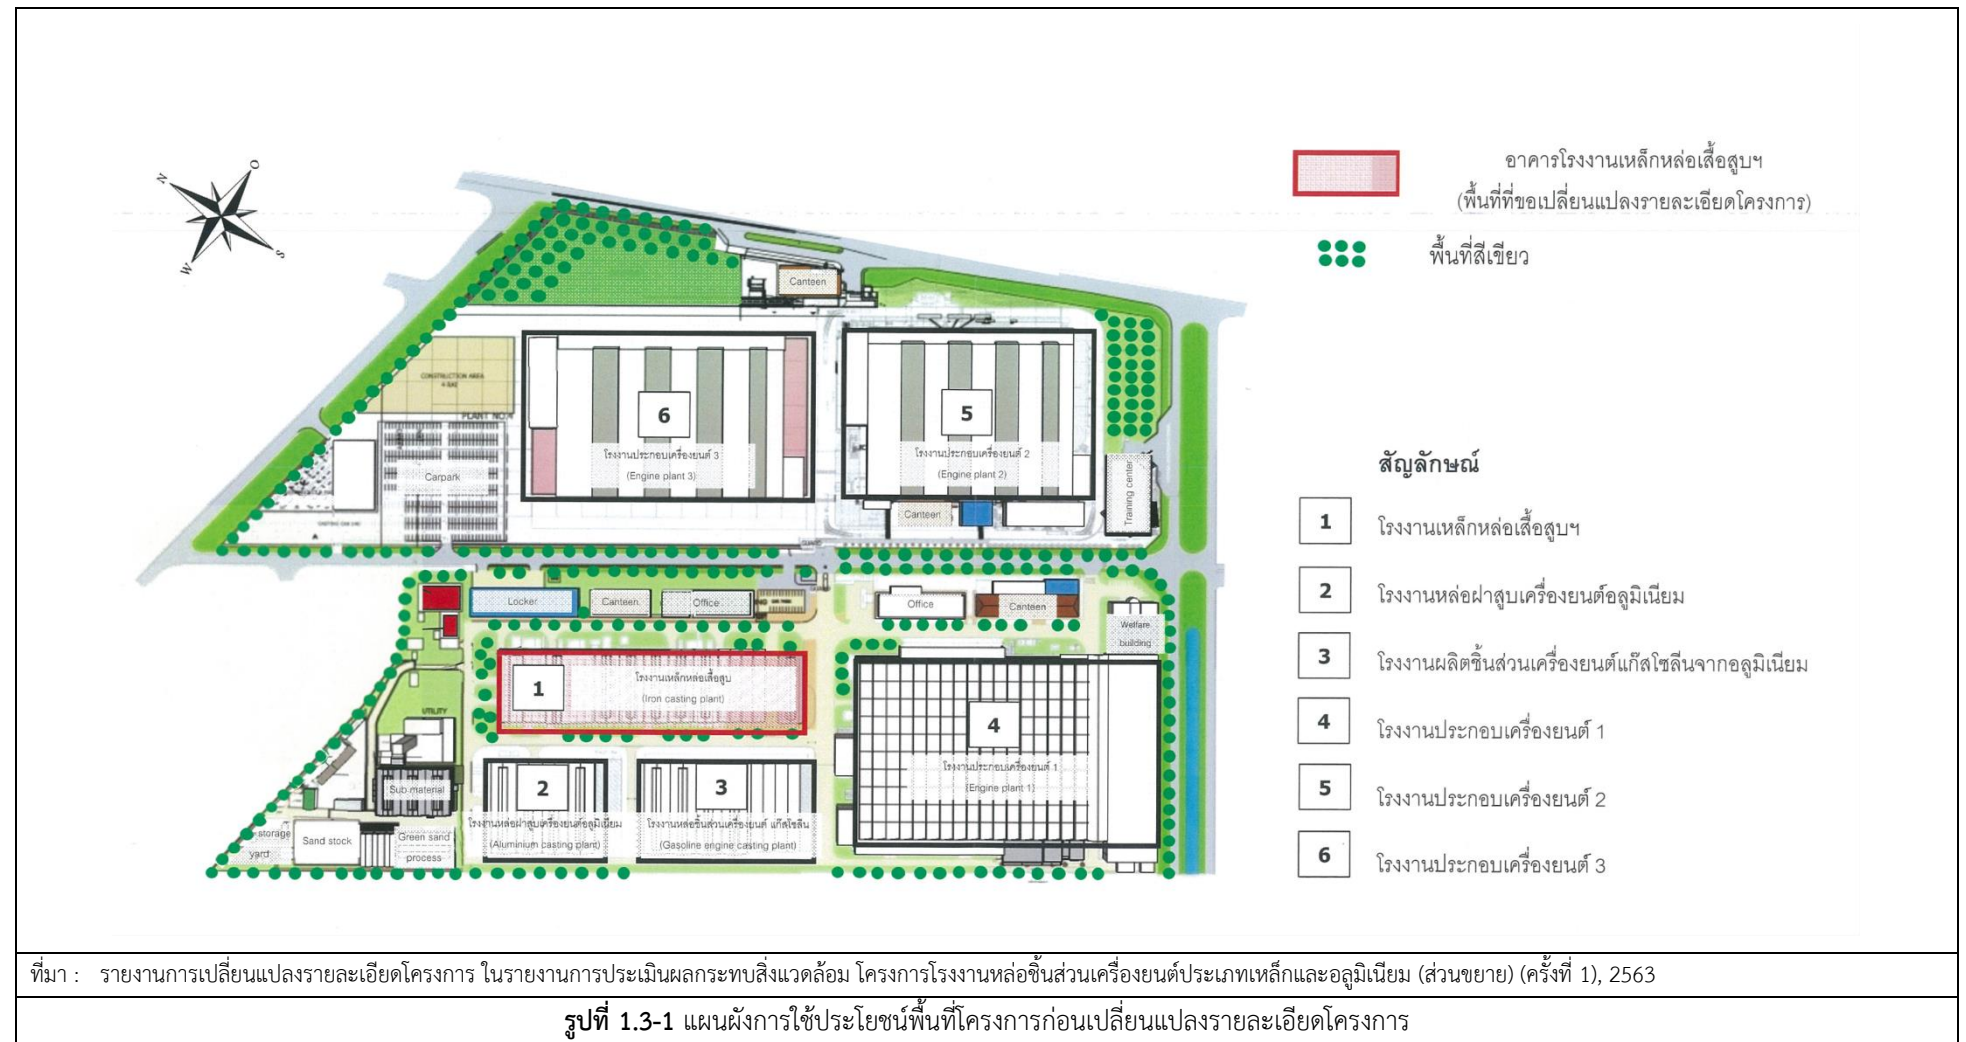 N
O
W
S
อาคารโรงงานเหล็กหล่อเสื้อสูบฯ
(พื้นที่ที่ขอเปลี่ยนแปลงรายละเอียดโครงการ)
พื้นที่สีเขียว
Canteen
CONSTRUCTION AREA
4 RAI
PLANT NO.4
6
โรงงานประกอบเครื่องยนต์ 3
(Engine plant 3)
5
โรงงานประกอบเครื่องยนต์ 2
(Engine plant 2)
Carpark
Canteen
Training center
Locker
Canteen
Office
Office
Canteen
Welfare
building
1
โรงงานเหล็กหล่อเสื้อสูบ
(Iron casting plant)
UTILITY
4
โรงงานประกอบเครื่องยนต์ 1
(Engine plant 1)
Sub material
2
โรงงานหล่อฝาสูบเครื่องยนต์อลูมิเนียม
(Aluminium casting plant)
3
โรงงานหล่อชิ้นส่วนเครื่องยนต์ แก๊สโซลีน
(Gasoline engine casting plant)
storage
yard
Sand stock
Green sand
process
สัญลักษณ์
1 โรงงานเหล็กหล่อเสื้อสูบฯ
2 โรงงานหล่อฝาสูบเครื่องยนต์อลูมิเนียม
3 โรงงานผลิตชิ้นส่วนเครื่องยนต์แก๊สโซลีนจากอลูมิเนียม
4 โรงงานประกอบเครื่องยนต์ 1
5 โรงงานประกอบเครื่องยนต์ 2
6 โรงงานประกอบเครื่องยนต์ 3
ที่มา : รายงานการเปลี่ยนแปลงรายละเอียดโครงการ ในรายงานการประเมินผลกระทบสิ่งแวดล้อม โครงการโรงงานหล่อชิ้นส่วนเครื่องยนต์ประเภทเหล็กและอลูมิเนียม (ส่วนขยาย) (ครั้งที่ 1), 2563
รูปที่ 1.3-1 แผนผังการใช้ประโยชน์พื้นที่โครงการก่อนเปลี่ยนแปลงรายละเอียดโครงการ